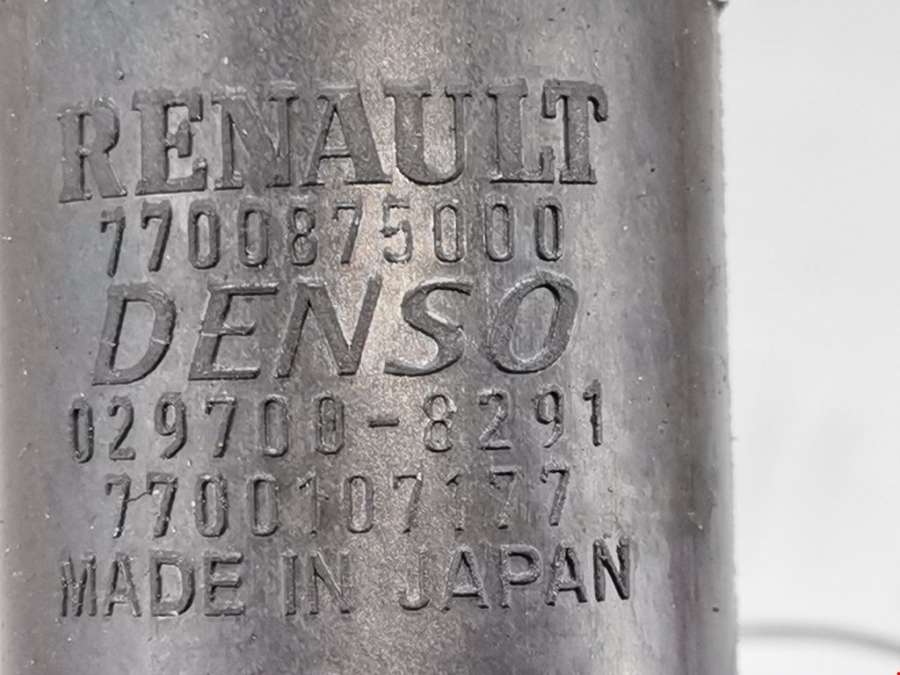 RENAULT
7700875000
DENSO
029700-8291
7700107177
MADE IN JAPAN